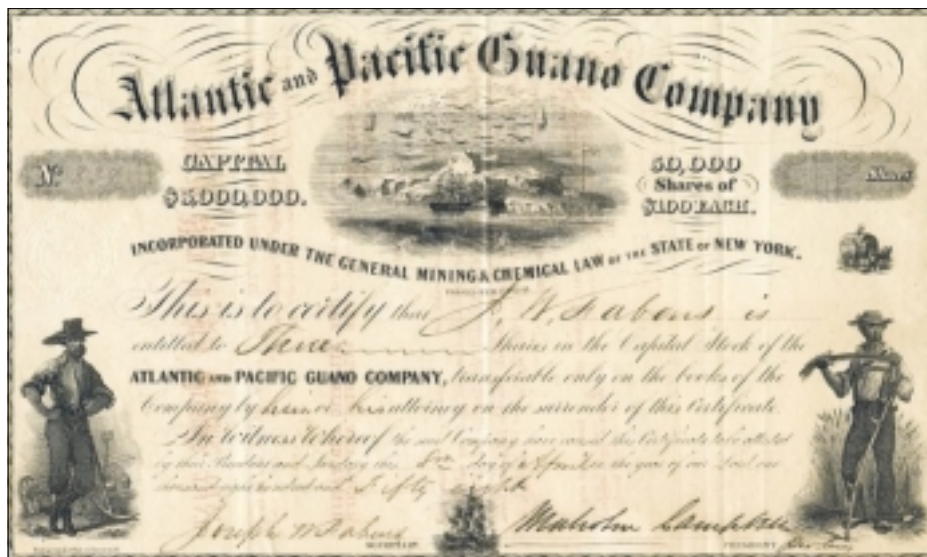 Atlantic and Pacific Guano Company
No
CAPITAL
$5,000,000.
50,000
Shares of
$100 EACH.
Shares
INCORPORATED UNDER THE GENERAL MINING & CHEMICAL LAW OF THE STATE OF NEW YORK.
This is to certify that J. W. Fabens is
entitled to Three Shares in the Capital Stock of the
ATLANTIC AND PACIFIC GUANO COMPANY, transferable only on the books of the
Company by him or his attorney on the surrender of this Certificate.
In Witness Whereof the said Company have caused this Certificate to be attested
by their President and Secretary this day of April in the year of our Lord one
thousand eight hundred and fifty eight
Joseph W Fabens
SECRETARY
Malcolm Campbell
PRESIDENT